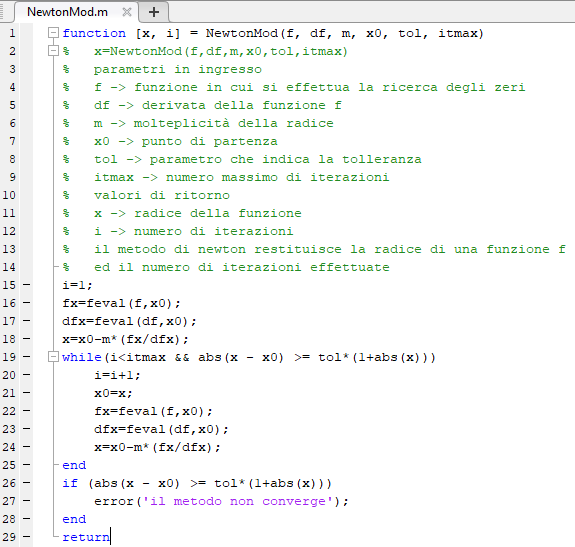 NewtonMod.m
1 function [x, i] = NewtonMod(f, df, m, x0, tol, itmax)
2 % x=NewtonMod(f,df,m,x0,tol,itmax)
3 % parametri in ingresso
4 % f -> funzione in cui si effettua la ricerca degli zeri
5 % df -> derivata della funzione f
6 % m -> molteplicità della radice
7 % x0 -> punto di partenza
8 % tol -> parametro che indica la tolleranza
9 % itmax -> numero massimo di iterazioni
10 % valori di ritorno
11 % x -> radice della funzione
12 % i -> numero di iterazioni
13 % il metodo di newton restituisce la radice di una funzione f
14 % ed il numero di iterazioni effettuate
15 i=1;
16 fx=feval(f,x0);
17 dfx=feval(df,x0);
18 x=x0-m*(fx/dfx);
19 while(i<itmax && abs(x - x0) >= tol*(1+abs(x)))
20 i=i+1;
21 x0=x;
22 fx=feval(f,x0);
23 dfx=feval(df,x0);
24 x=x0-m*(fx/dfx);
25 end
26 if (abs(x - x0) >= tol*(1+abs(x)))
27 error('il metodo non converge');
28 end
29 return